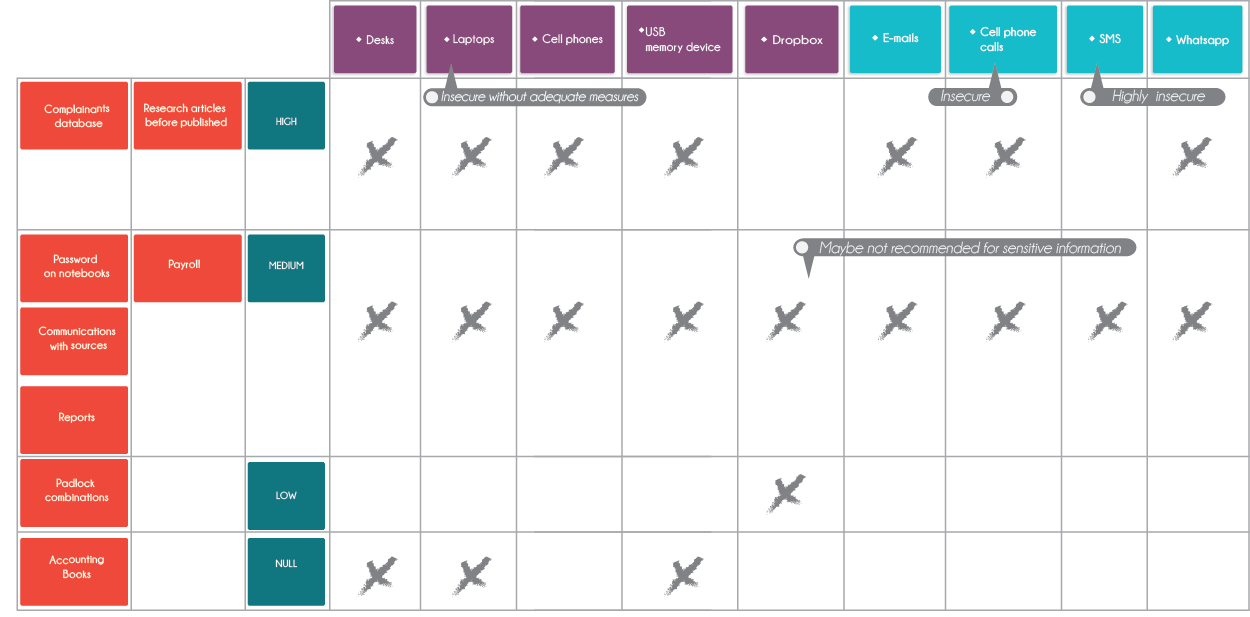 Desks
Laptops
Cell phones
USB
memory device
Dropbox
E-mails
Cell phone
calls
SMS
Whatsapp
Insecure without adequate measures
Insecure
Highly insecure
Complainants
database
Research articles
before published
HIGH
Maybe not recommended for sensitive information
Password
on notebooks
Payroll
MEDIUM
Communications
with sources
Reports
Padlock
combinations
LOW
Accounting
Books
NULL